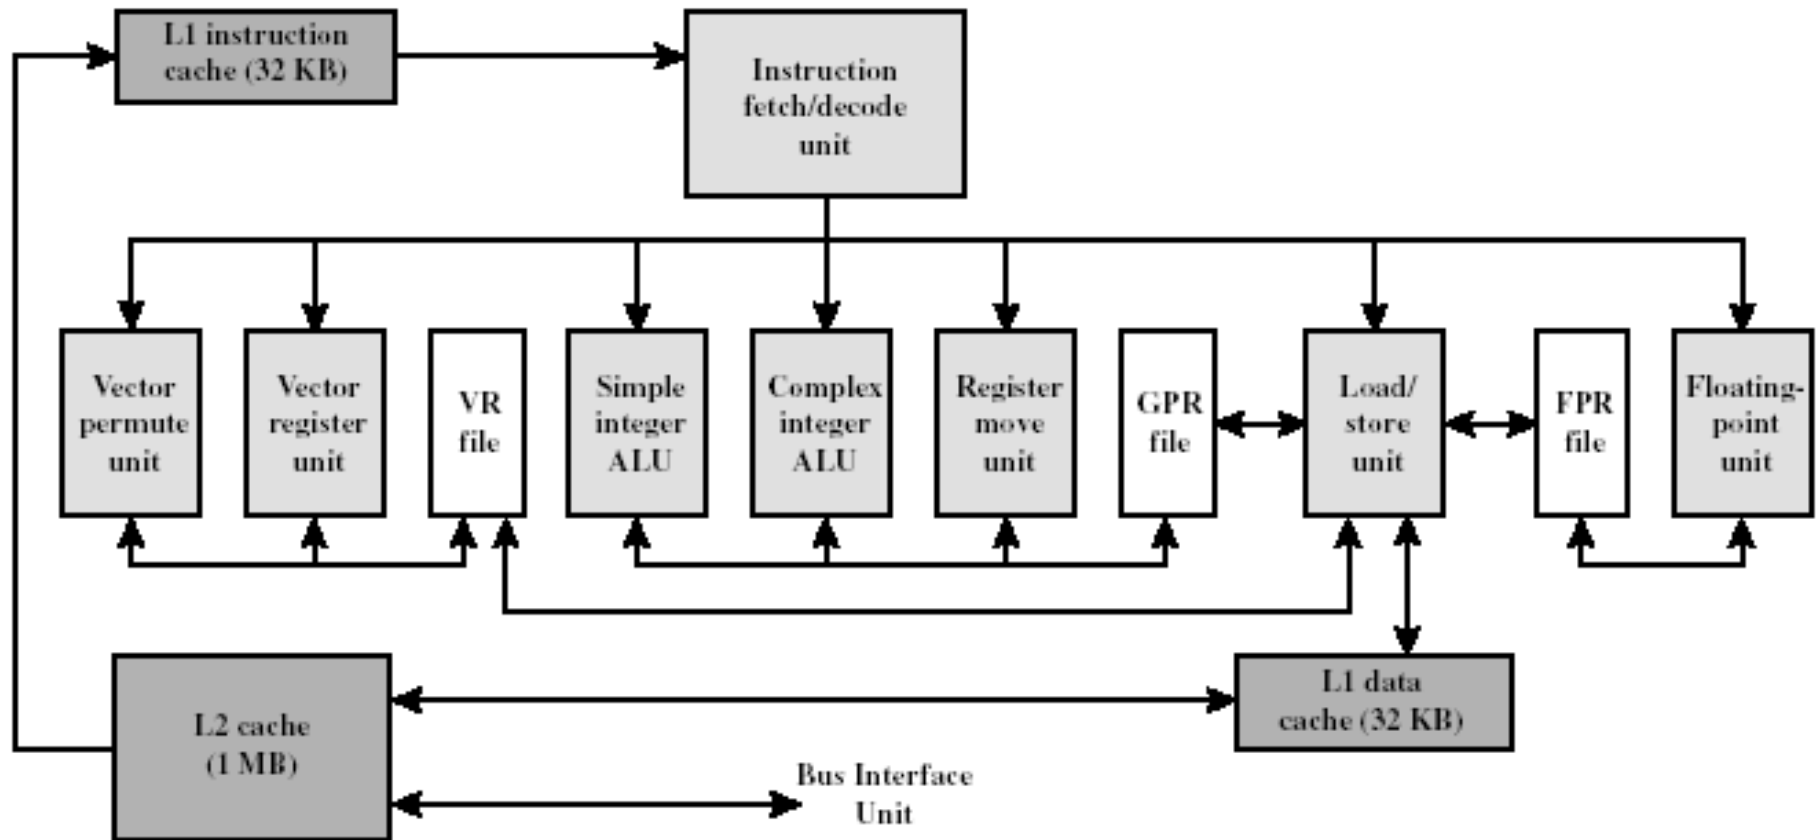 L1 instruction
cache (32 KB)
Instruction
fetch/decode
unit
Vector
permute
unit
Vector
register
unit
VR
file
Simple
integer
ALU
Complex
integer
ALU
Register
move
unit
GPR
file
Load/
store
unit
FPR
file
Floating-
point
unit
L2 cache
(1 MB)
L1 data
cache (32 KB)
Bus Interface
Unit